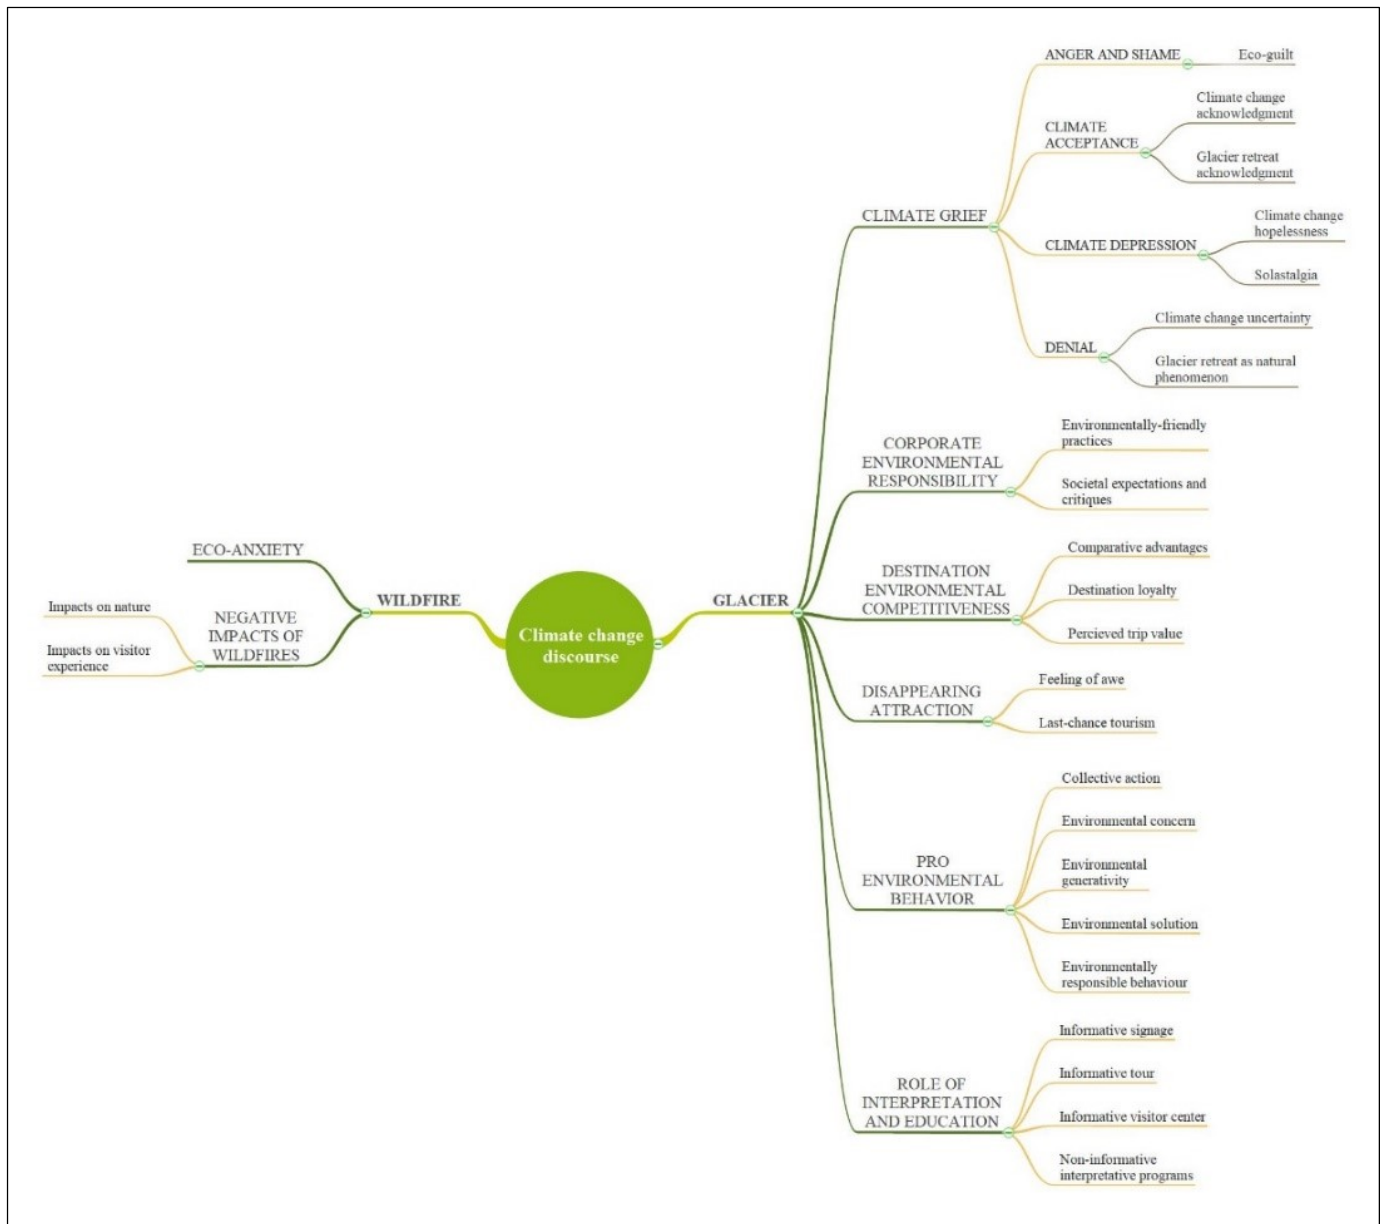 ANGER AND SHAME
Eco-guilt
CLIMATE
ACCEPTANCE
Climate change
acknowledgment
Glacier retreat
acknowledgment
CLIMATE GRIEF
CLIMATE DEPRESSION
Climate change
hopelessness
Solastalgia
DENIAL
Climate change uncertainty
Glacier retreat as natural
phenomenon
CORPORATE
ENVIRONMENTAL
RESPONSIBILITY
Environmentally-friendly
practices
Societal expectations and
critiques
ECO-ANXIETY
WILDFIRE
NEGATIVE
IMPACTS OF
WILDFIRES
Impacts on nature
Impacts on visitor
experience
Climate change
discourse
GLACIER
DESTINATION
ENVIRONMENTAL
COMPETITIVENESS
Comparative advantages
Destination loyalty
Percieved trip value
DISAPPEARING
ATTRACTION
Feeling of awe
Last-chance tourism
PRO
ENVIRONMENTAL
BEHAVIOR
Collective action
Environmental concern
Environmental
generativity
Environmental solution
Environmentally
responsible behaviour
ROLE OF
INTERPRETATION
AND EDUCATION
Informative signage
Informative tour
Informative visitor center
Non-informative
interpretative programs